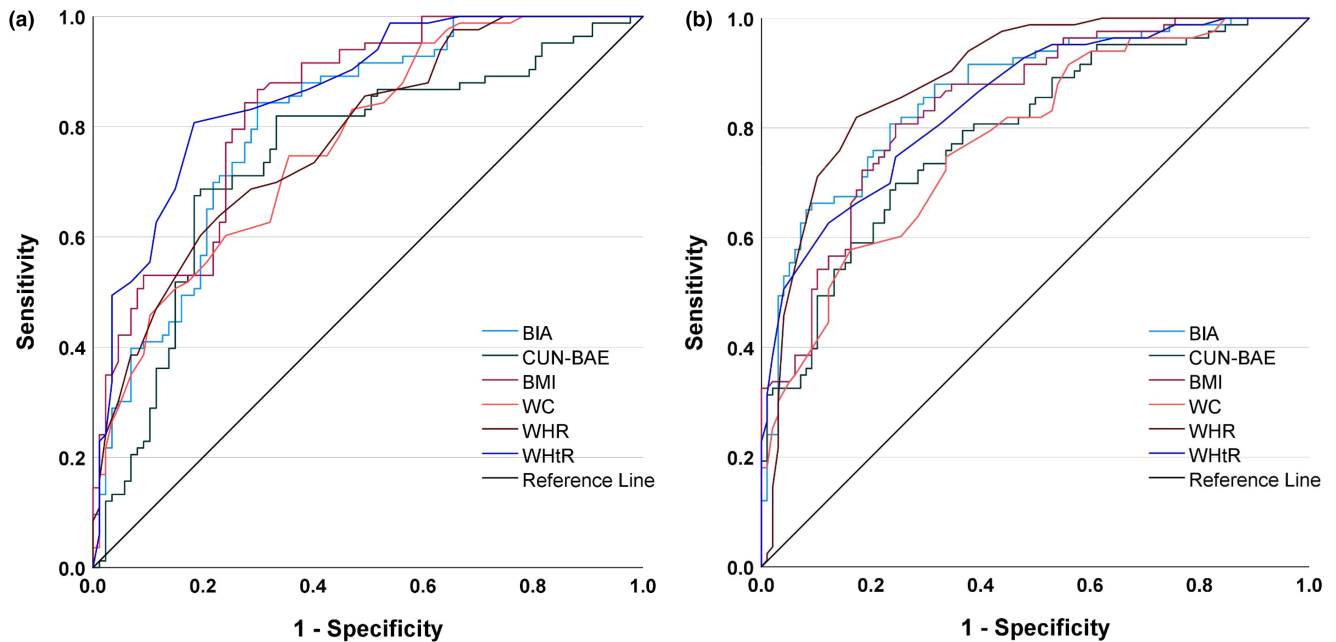 (a)
1.0
0.8
0.6
0.4
0.2
0.0
Sensitivity
BIA
CUN-BAE
BMI
WC
WHR
WHtR
Reference Line
0.0 0.2 0.4 0.6 0.8 1.0
1 - Specificity
(b)
1.0
0.8
0.6
0.4
0.2
0.0
Sensitivity
BIA
CUN-BAE
BMI
WC
WHR
WHtR
Reference Line
0.0 0.2 0.4 0.6 0.8 1.0
1 - Specificity